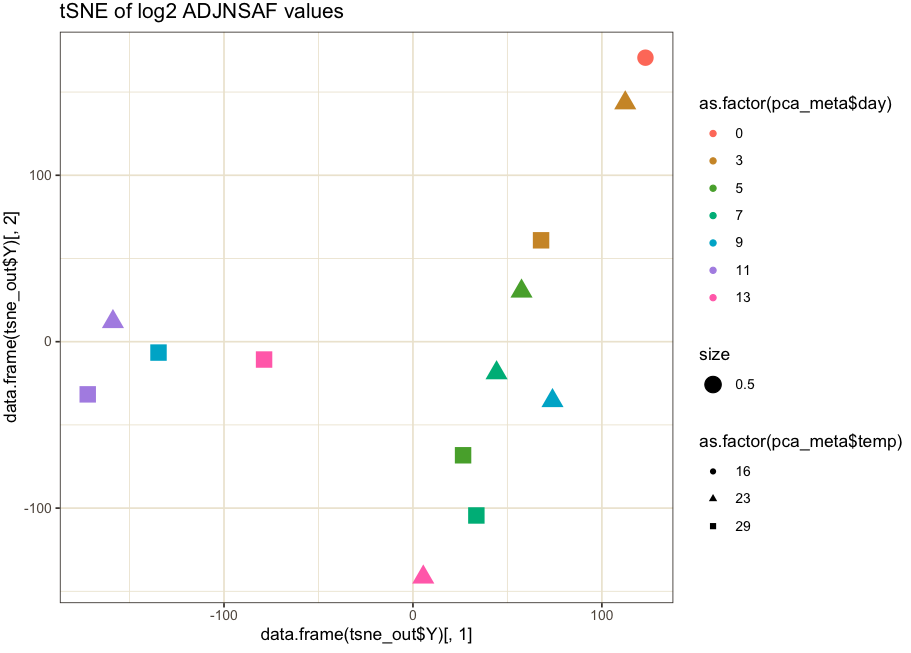 tSNE of log2 ADJNSAF values
data.frame(tsne_out$Y)[, 2]
100
0
-100
-100
0
100
data.frame(tsne_out$Y)[, 1]
as.factor(pca_meta$day)
0
3
5
7
9
11
13
size
0.5
as.factor(pca_meta$temp)
16
23
29